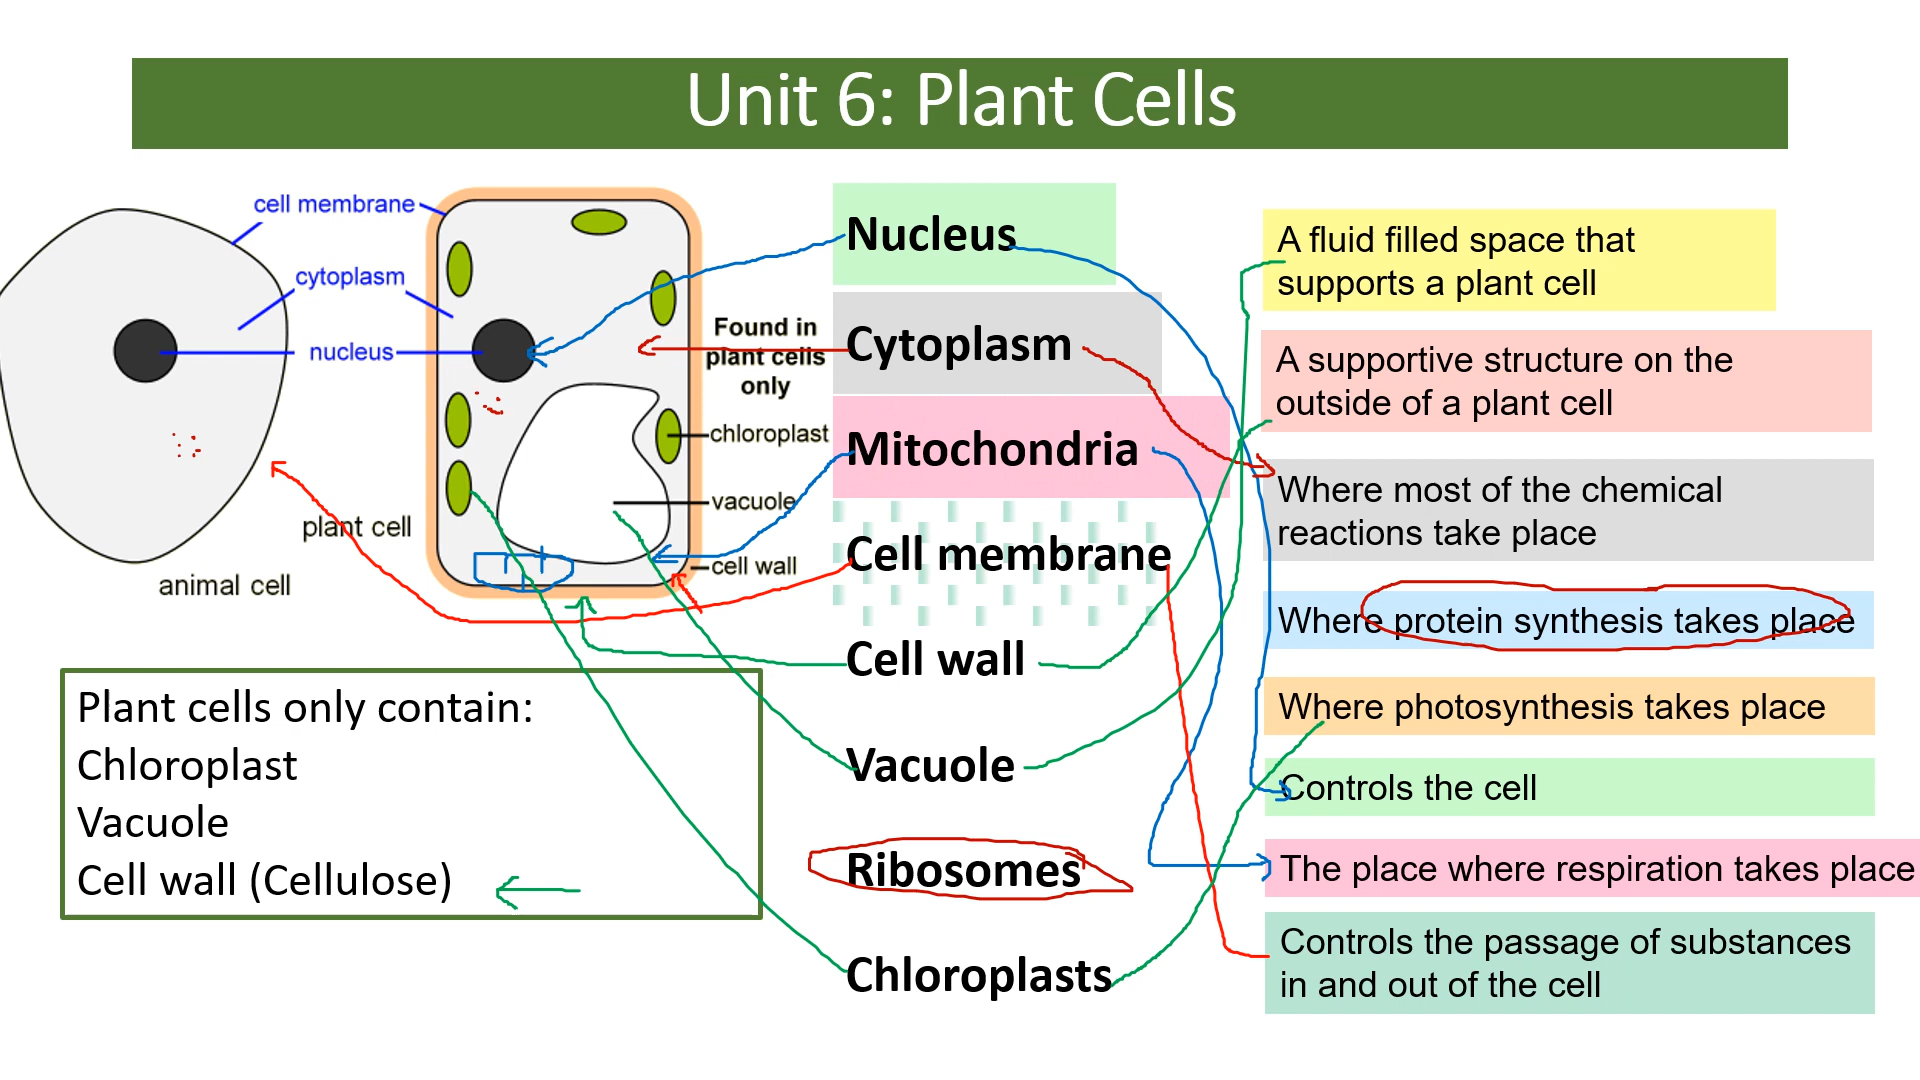 Unit 6: Plant Cells
cell membrane
cytoplasm
nucleus
plant cell
animal cell
Found in
plant cells
only
chloroplast
vacuole
cell wall
Nucleus
Cytoplasm
Mitochondria
Cell membrane
Cell wall
Vacuole
Ribosomes
Chloroplasts
A fluid filled space that
supports a plant cell
A supportive structure on the
outside of a plant cell
Where most of the chemical
reactions take place
Where protein synthesis takes place
Where photosynthesis takes place
Controls the cell
The place where respiration takes place
Controls the passage of substances
in and out of the cell
Plant cells only contain:
Chloroplast
Vacuole
Cell wall (Cellulose)